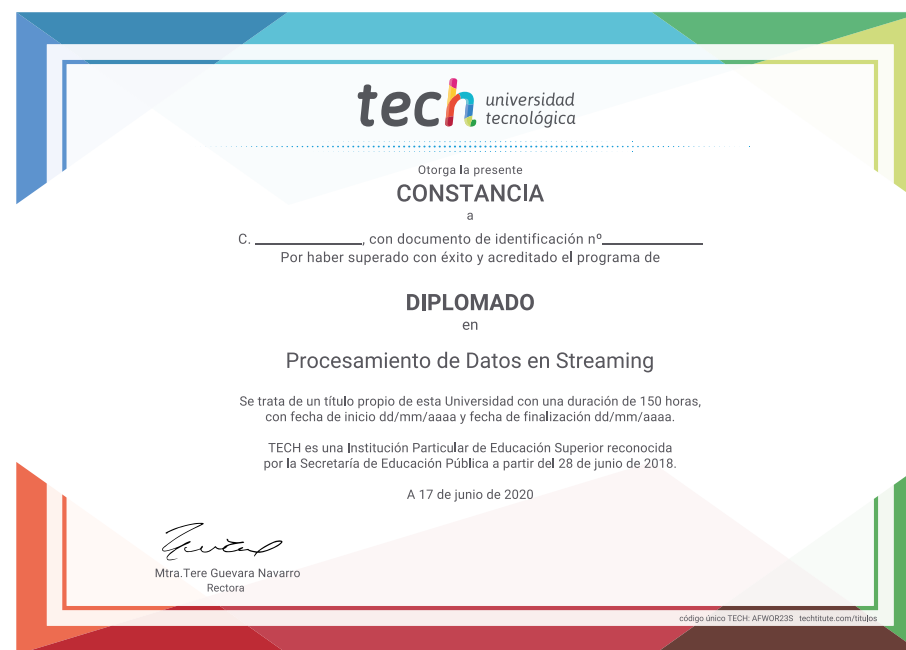 tech universidad
tecnológica
Otorga la presente
CONSTANCIA
a
C. ____________, con documento de identificación nº____________
Por haber superado con éxito y acreditado el programa de
DIPLOMADO
en
Procesamiento de Datos en Streaming
Se trata de un título propio de esta Universidad con una duración de 150 horas,
con fecha de inicio dd/mm/aaaa y fecha de finalización dd/mm/aaaa.
TECH es una Institución Particular de Educación Superior reconocida
por la Secretaría de Educación Pública a partir del 28 de junio de 2018.
A 17 de junio de 2020
Mtra.Tere Guevara Navarro
Rectora
código único TECH: AFWOR23S techtitute.com/titulos